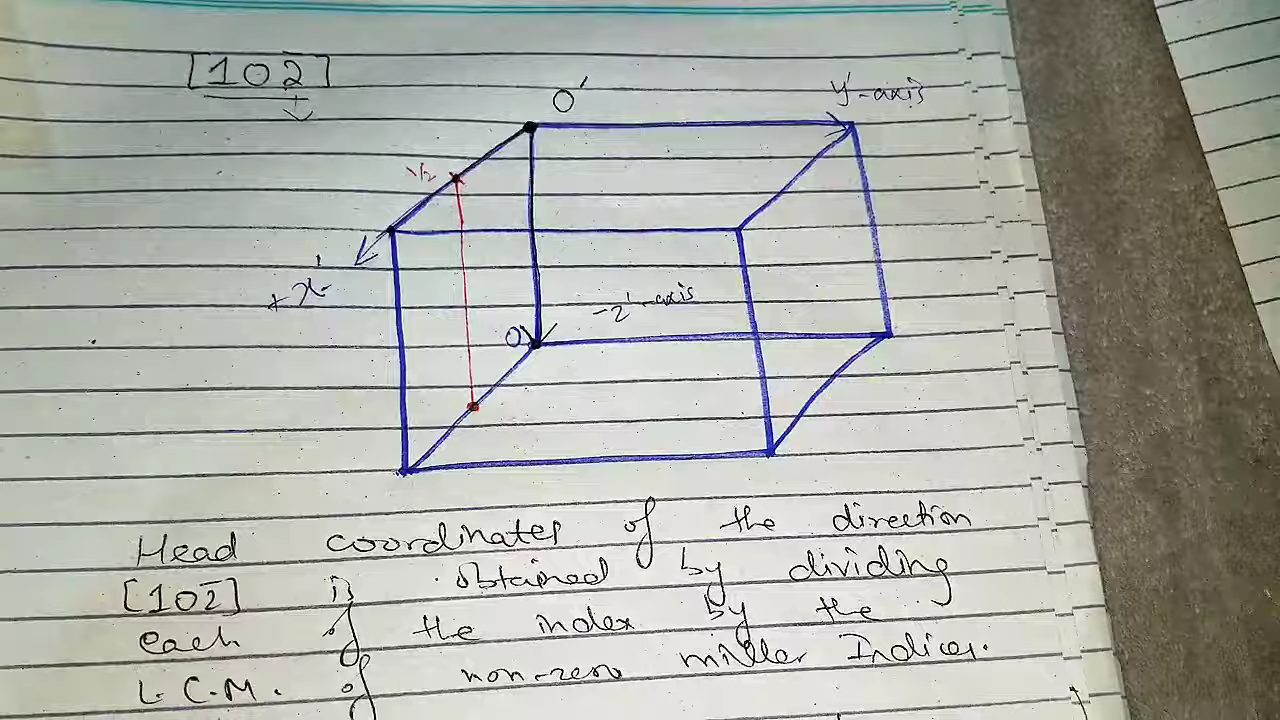 [1 0 2̄]
O'
y'-axis
1/2
+ x'
O
-z'-axis
Head coordinates of the direction
[1 0 2̄] is obtained by dividing
each of the index by the
L.C.M. of non-zero miller Indices.